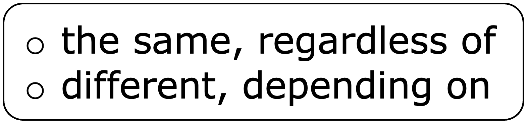 ○ the same, regardless of
○ different, depending on